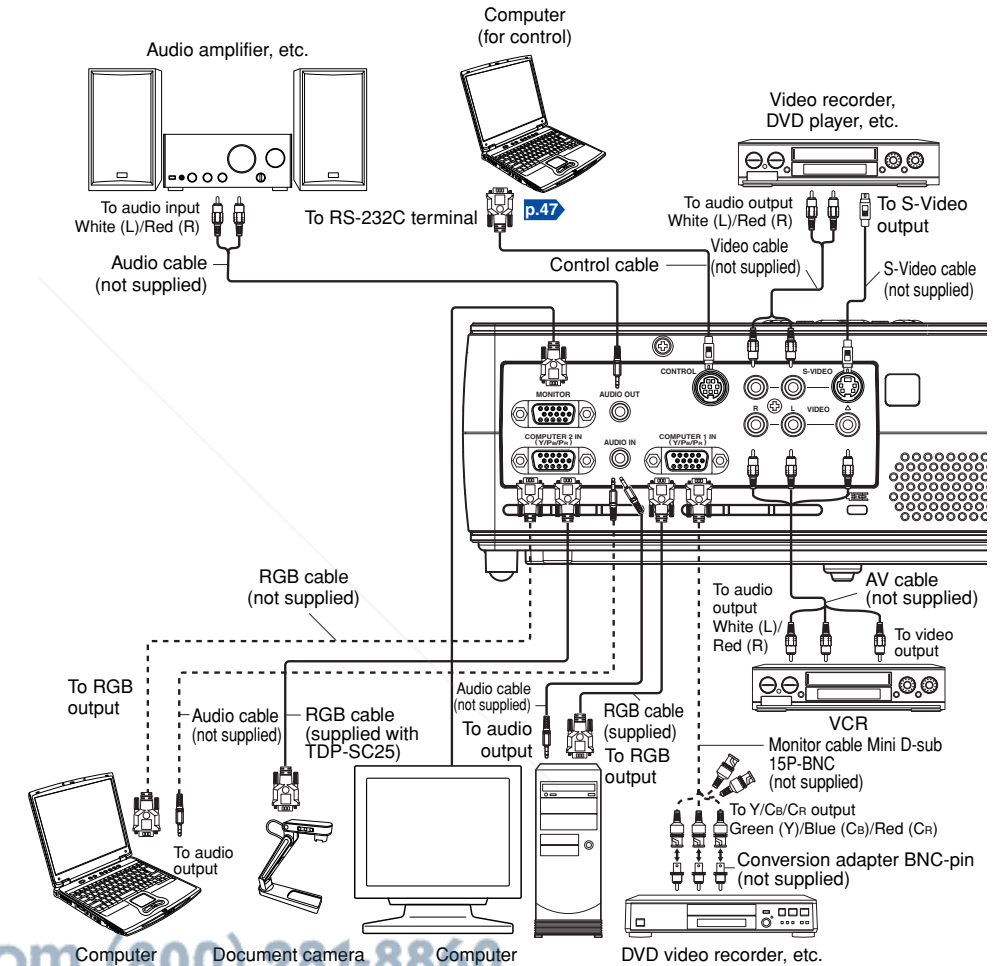 Computer
(for control)
Audio amplifier, etc.
Video recorder,
DVD player, etc.
To audio input
White (L)/Red (R)
To RS-232C terminal
p.47
To audio output
White (L)/Red (R)
To S-Video
output
Audio cable
(not supplied)
Control cable
Video cable
(not supplied)
S-Video cable
(not supplied)
CONTROL
S-VIDEO
MONITOR
AUDIO OUT
R
L
VIDEO
COMPUTER 2 IN
(Y/PB/PR)
AUDIO IN
COMPUTER 1 IN
(Y/PB/PR)
RGB cable
(not supplied)
To audio
output
White (L)/
Red (R)
AV cable
(not supplied)
To video
output
To RGB
output
Audio cable
(not supplied)
RGB cable
(supplied with
TDP-SC25)
Audio cable
(not supplied)
To audio
output
RGB cable
(supplied)
To RGB
output
VCR
Monitor cable Mini D-sub
15P-BNC
(not supplied)
To Y/CB/CR output
Green (Y)/Blue (CB)/Red (CR)
To audio
output
Conversion adapter BNC-pin
(not supplied)
Computer
Document camera
Computer
DVD video recorder, etc.